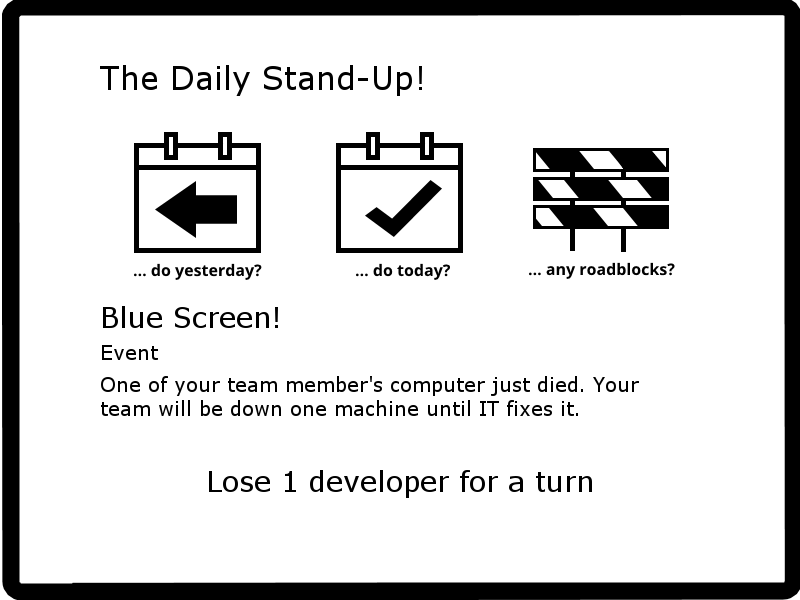 The Daily Stand-Up!
... do yesterday?
... do today?
... any roadblocks?
Blue Screen!
Event
One of your team member's computer just died. Your
team will be down one machine until IT fixes it.
Lose 1 developer for a turn